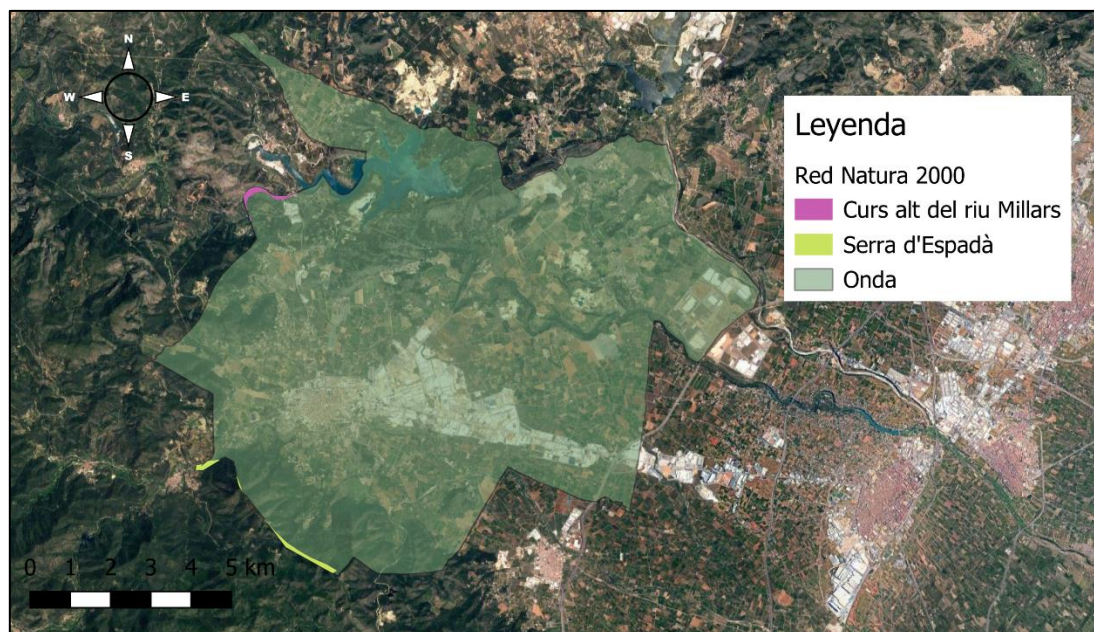 N
W E
S
Leyenda
Red Natura 2000
Curs alt del riu Millars
Serra d'Espadà
Onda
0 1 2 3 4 5 km